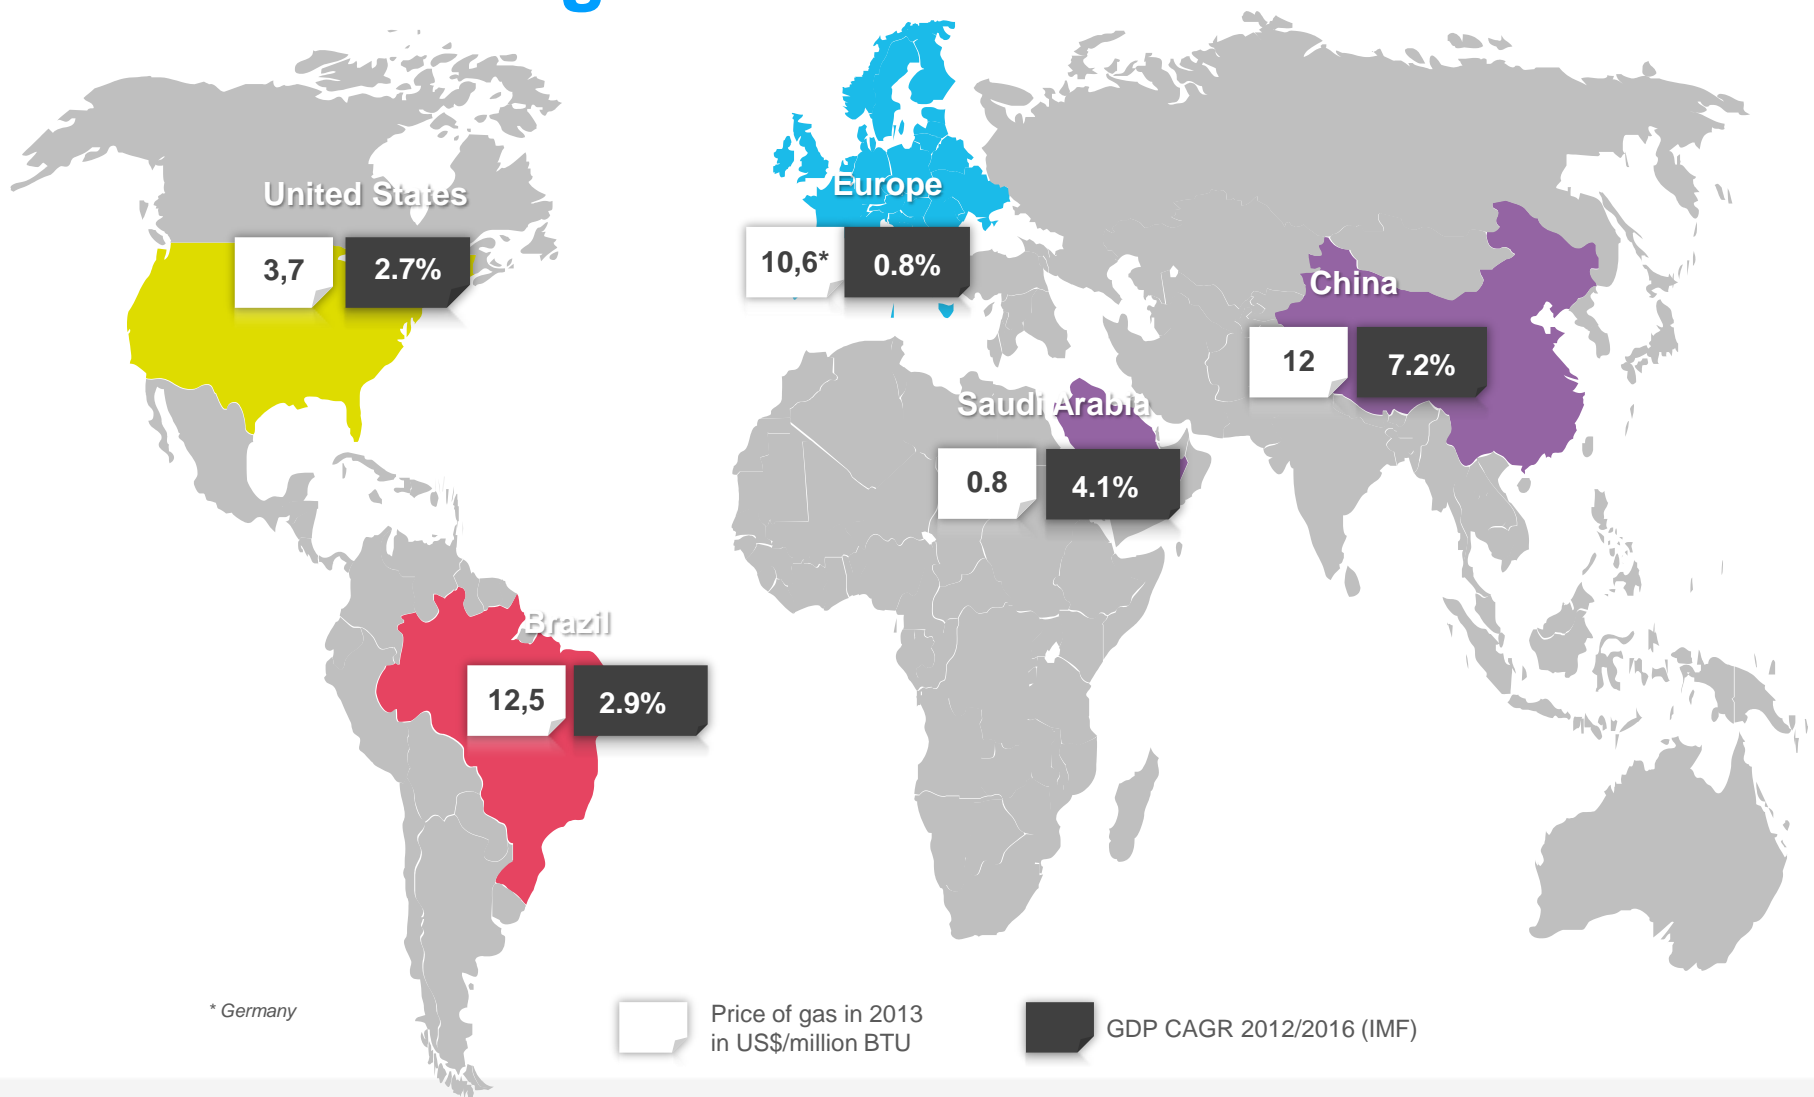 United States
3,7
2.7%
Europe
10,6*
0.8%
China
12
7.2%
Saudi Arabia
0.8
4.1%
Brazil
12,5
2.9%
* Germany
Price of gas in 2013
in US$/million BTU
GDP CAGR 2012/2016 (IMF)